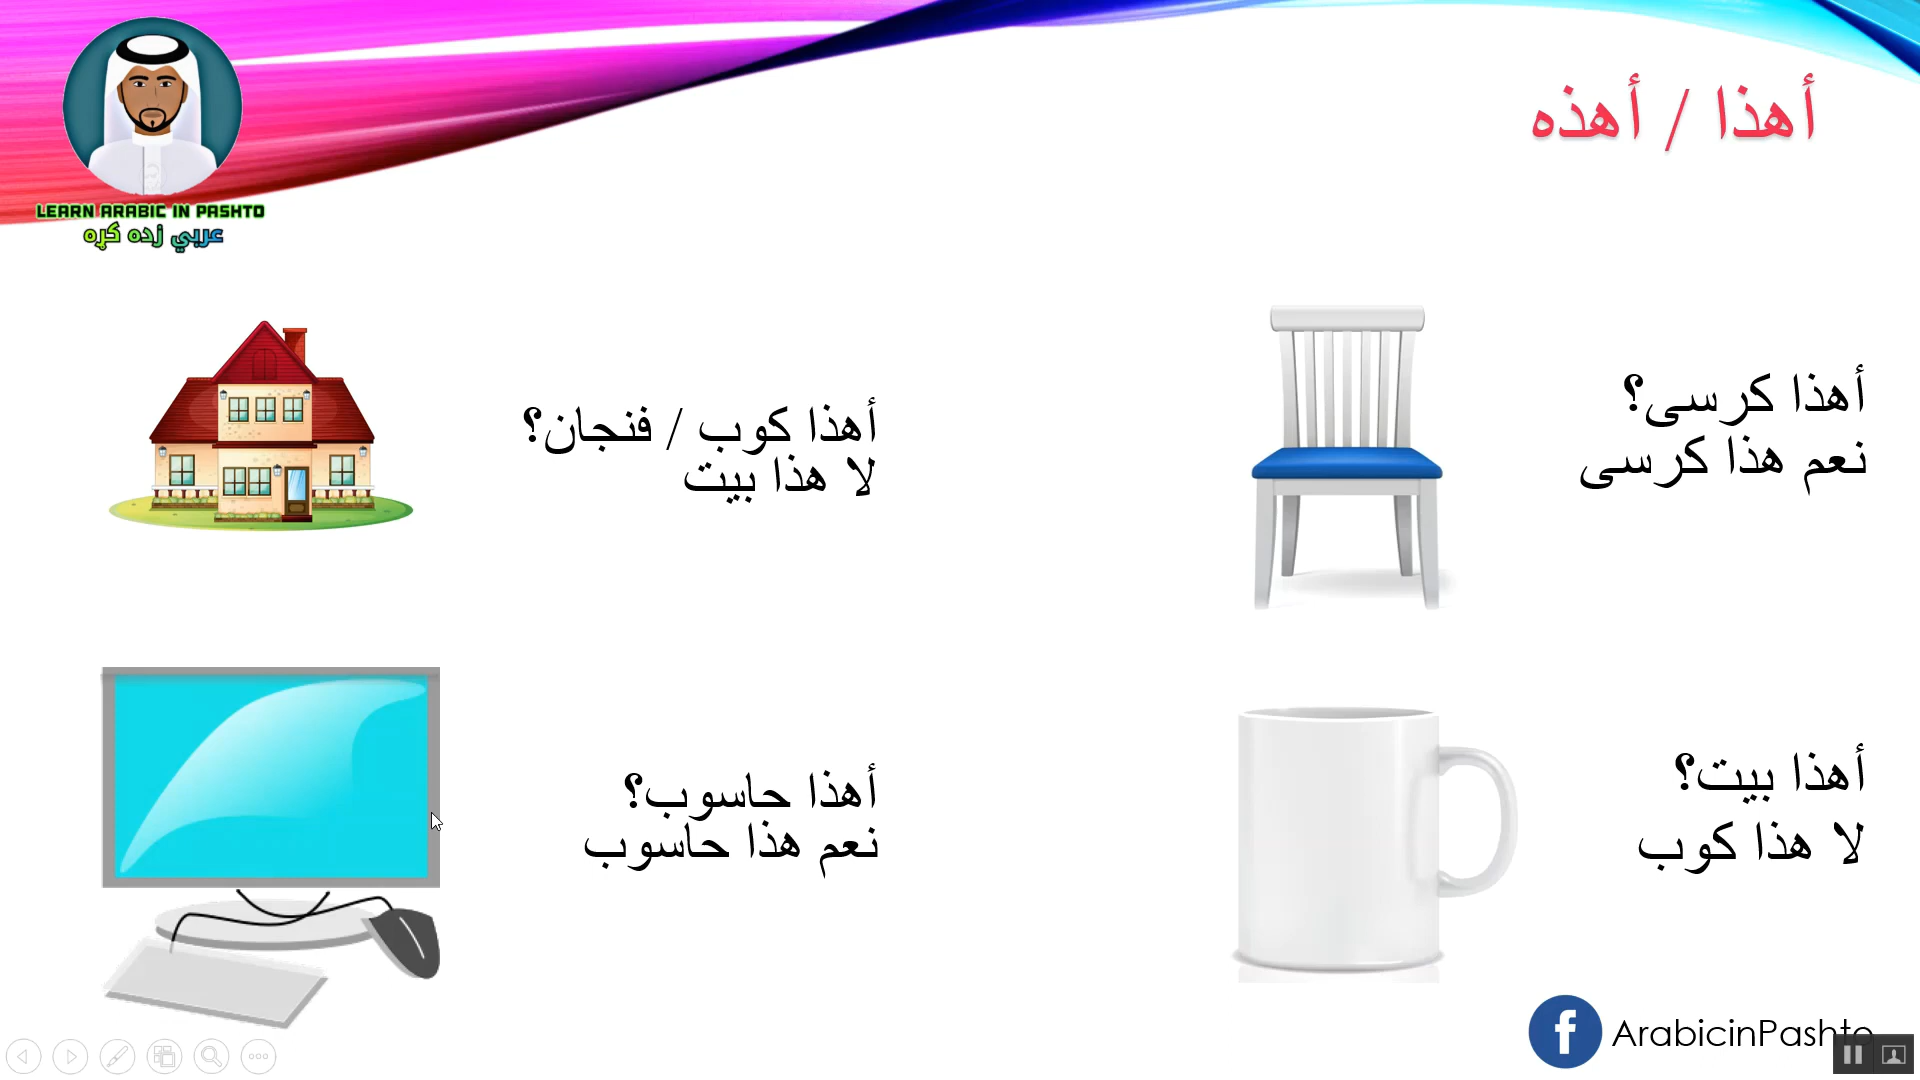 أهذا / أهذه
LEARN ARABIC IN PASHTO
عربي زده کړه
أهذا كرسى؟
نعم هذا كرسى
أهذا كوب / فنجان؟
لا هذا بيت
أهذا بيت؟
لا هذا كوب
أهذا حاسوب؟
نعم هذا حاسوب
ArabicinPashto